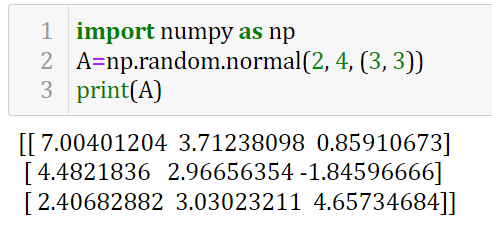 1 import numpy as np
2 A=np.random.normal(2, 4, (3, 3))
3 print(A)
[[ 7.00401204  3.71238098  0.85910673]
 [ 4.4821836   2.96656354 -1.84596666]
 [ 2.40682882  3.03023211  4.65734684]]